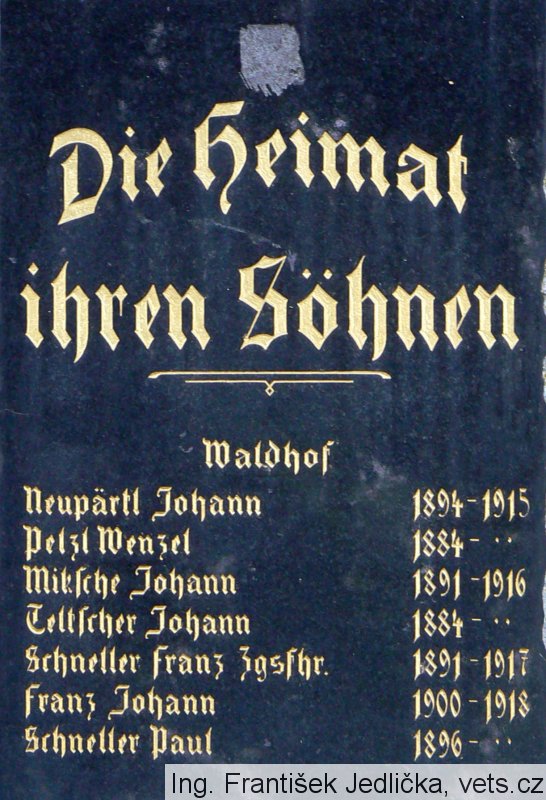 Die Heimat
ihren Söhnen
Waldhof
Neupärtl Johann 1894-1915
Pelzl Wenzel 1884- ··
Miksche Johann 1891-1916
Teltscher Johann 1884- ··
Schneller Franz Zgsfhr. 1891-1917
Franz Johann 1900-1918
Schneller Paul 1896- ··
Ing. František Jedlička, vets.cz